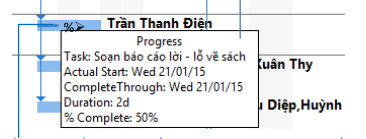 % Trần Thanh Điện
Progress
Task: Soạn báo cáo lời - lỗ về sách
Actual Start: Wed 21/01/15
CompleteThrough: Wed 21/01/15
Duration: 2d
% Complete: 50%
Xuân Thy
Diệp,Huỳnh